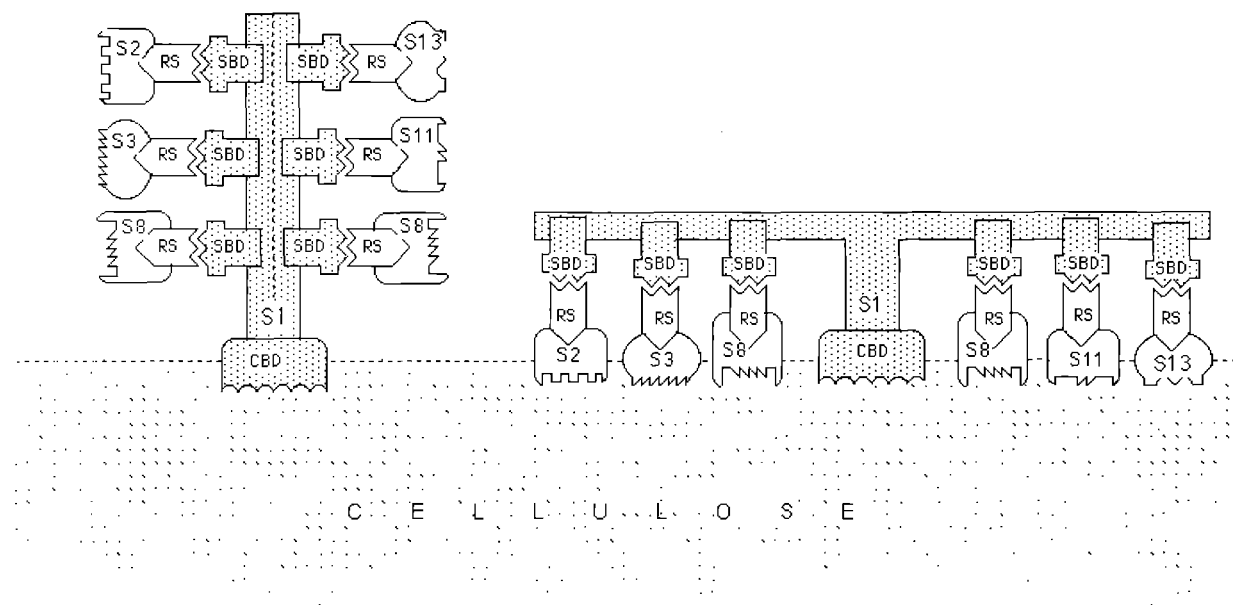 S2 RS SBD SBD RS S13
S3 RS SBD SBD RS S11
S8 RS SBD SBD RS S8
S1
CBD
SBD SBD SBD SBD SBD SBD
RS RS RS S1 RS RS RS
S2 S3 S8 CBD S8 S11 S13
CELLULOSE